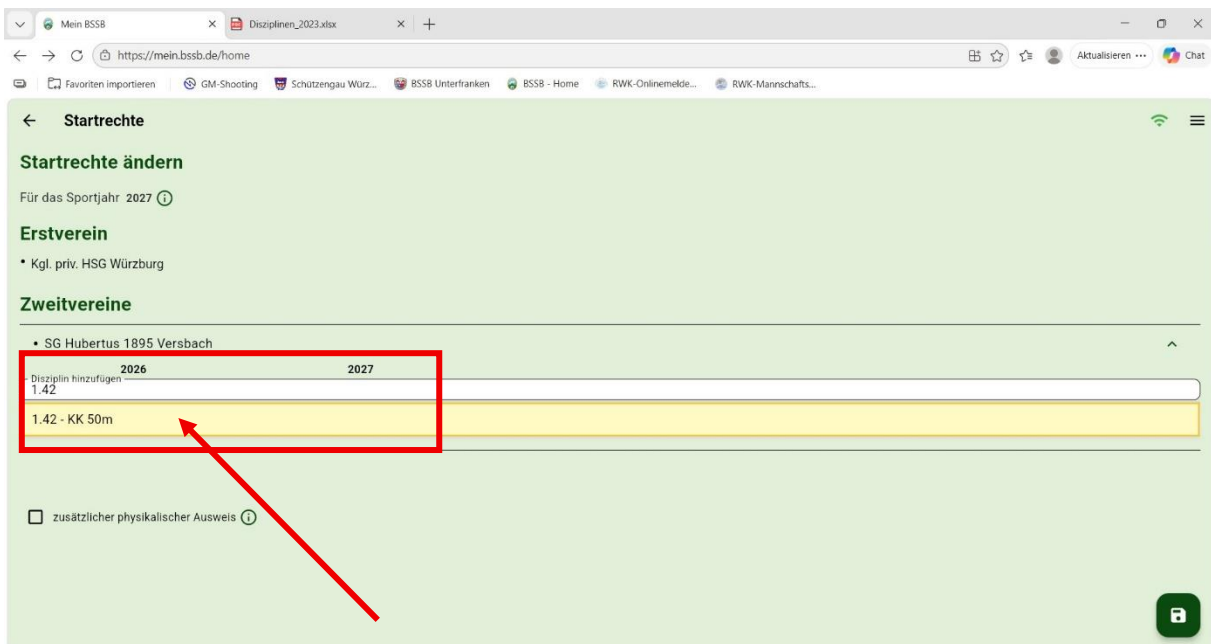 Mein BSSB
Disziplinen_2023.xlsx
https://mein.bssb.de/home
Aktualisieren ...
Chat
Favoriten importieren
GM-Shooting
Schützengau Würz...
BSSB Unterfranken
BSSB - Home
RWK-Onlinemelde...
RWK-Mannschafts...
Startrechte
Startrechte ändern
Für das Sportjahr 2027
Erstverein
• Kgl. priv. HSG Würzburg
Zweitvereine
• SG Hubertus 1895 Versbach
2026 2027
Disziplin hinzufügen
1.42
1.42 - KK 50m
zusätzlicher physikalischer Ausweis